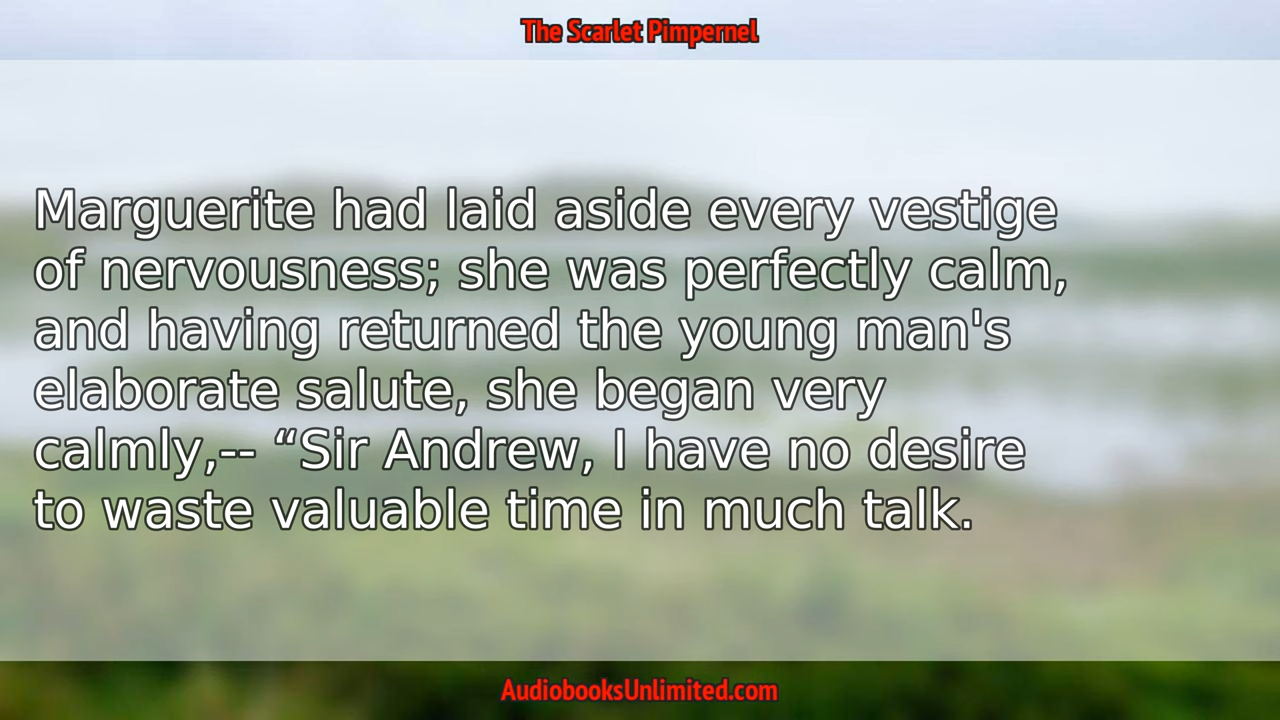 The Scarlet Pimpernel
Marguerite had laid aside every vestige
of nervousness; she was perfectly calm,
and having returned the young man's
elaborate salute, she began very
calmly,-- “Sir Andrew, I have no desire
to waste valuable time in much talk.
AudiobooksUnlimited.com